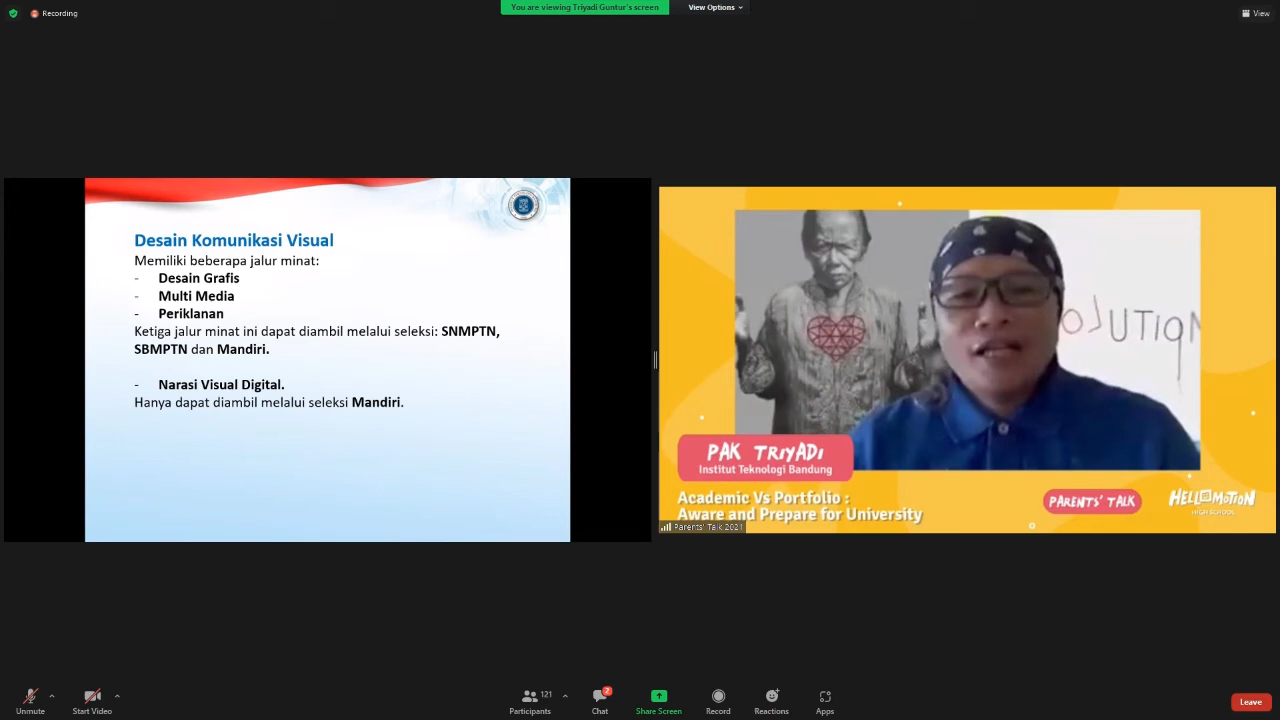 Recording
You are viewing Triyadi Guntur's screen
View Options
View
Desain Komunikasi Visual
Memiliki beberapa jalur minat:
- Desain Grafis
- Multi Media
- Periklanan
Ketiga jalur minat ini dapat diambil melalui seleksi: SNMPTN,
SBMPTN dan Mandiri.
- Narasi Visual Digital.
Hanya dapat diambil melalui seleksi Mandiri.
OLUTION
PAK TRIYADI
Institut Teknologi Bandung
Academic Vs Portfolio :
Aware and Prepare for University
PARENTS' TALK
HELLOMOTION
HIGH SCHOOL
Parents' Talk 2021
Unmute
Start Video
121
Participants
2
Chat
Share Screen
Record
Reactions
Apps
Leave